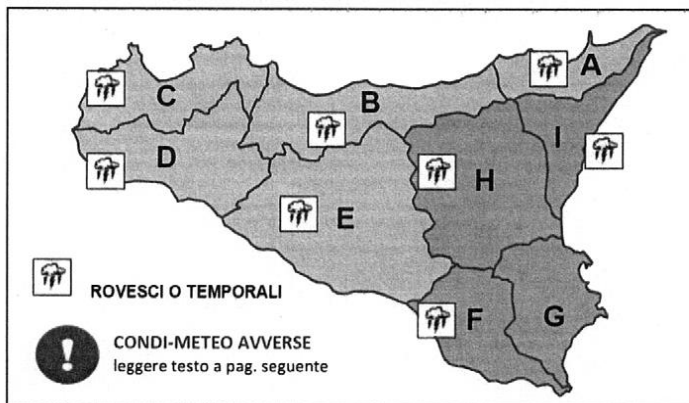 A
C
B
I
D
H
E
ROVESCI O TEMPORALI
F
G
!
CONDI-METEO AVVERSE
leggere testo a pag. seguente